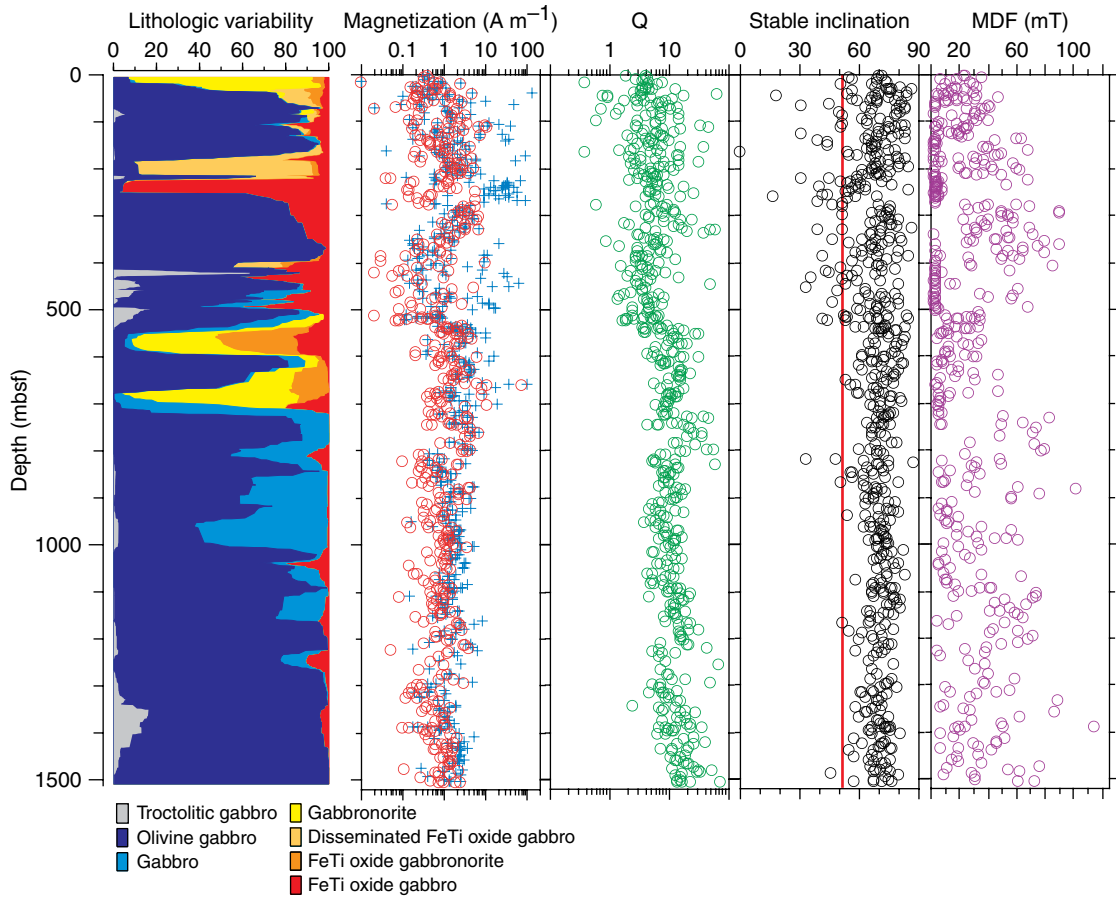 Lithologic variability Magnetization (A m⁻¹) Q Stable inclination MDF (mT)
0 20 40 60 80 100 0.1 1 10 100 1 10 0 30 60 90 20 60 100
0
500
1000
1500
Depth (mbsf)
Troctolitic gabbro
Olivine gabbro
Gabbro
Gabbronorite
Disseminated FeTi oxide gabbro
FeTi oxide gabbronorite
FeTi oxide gabbro